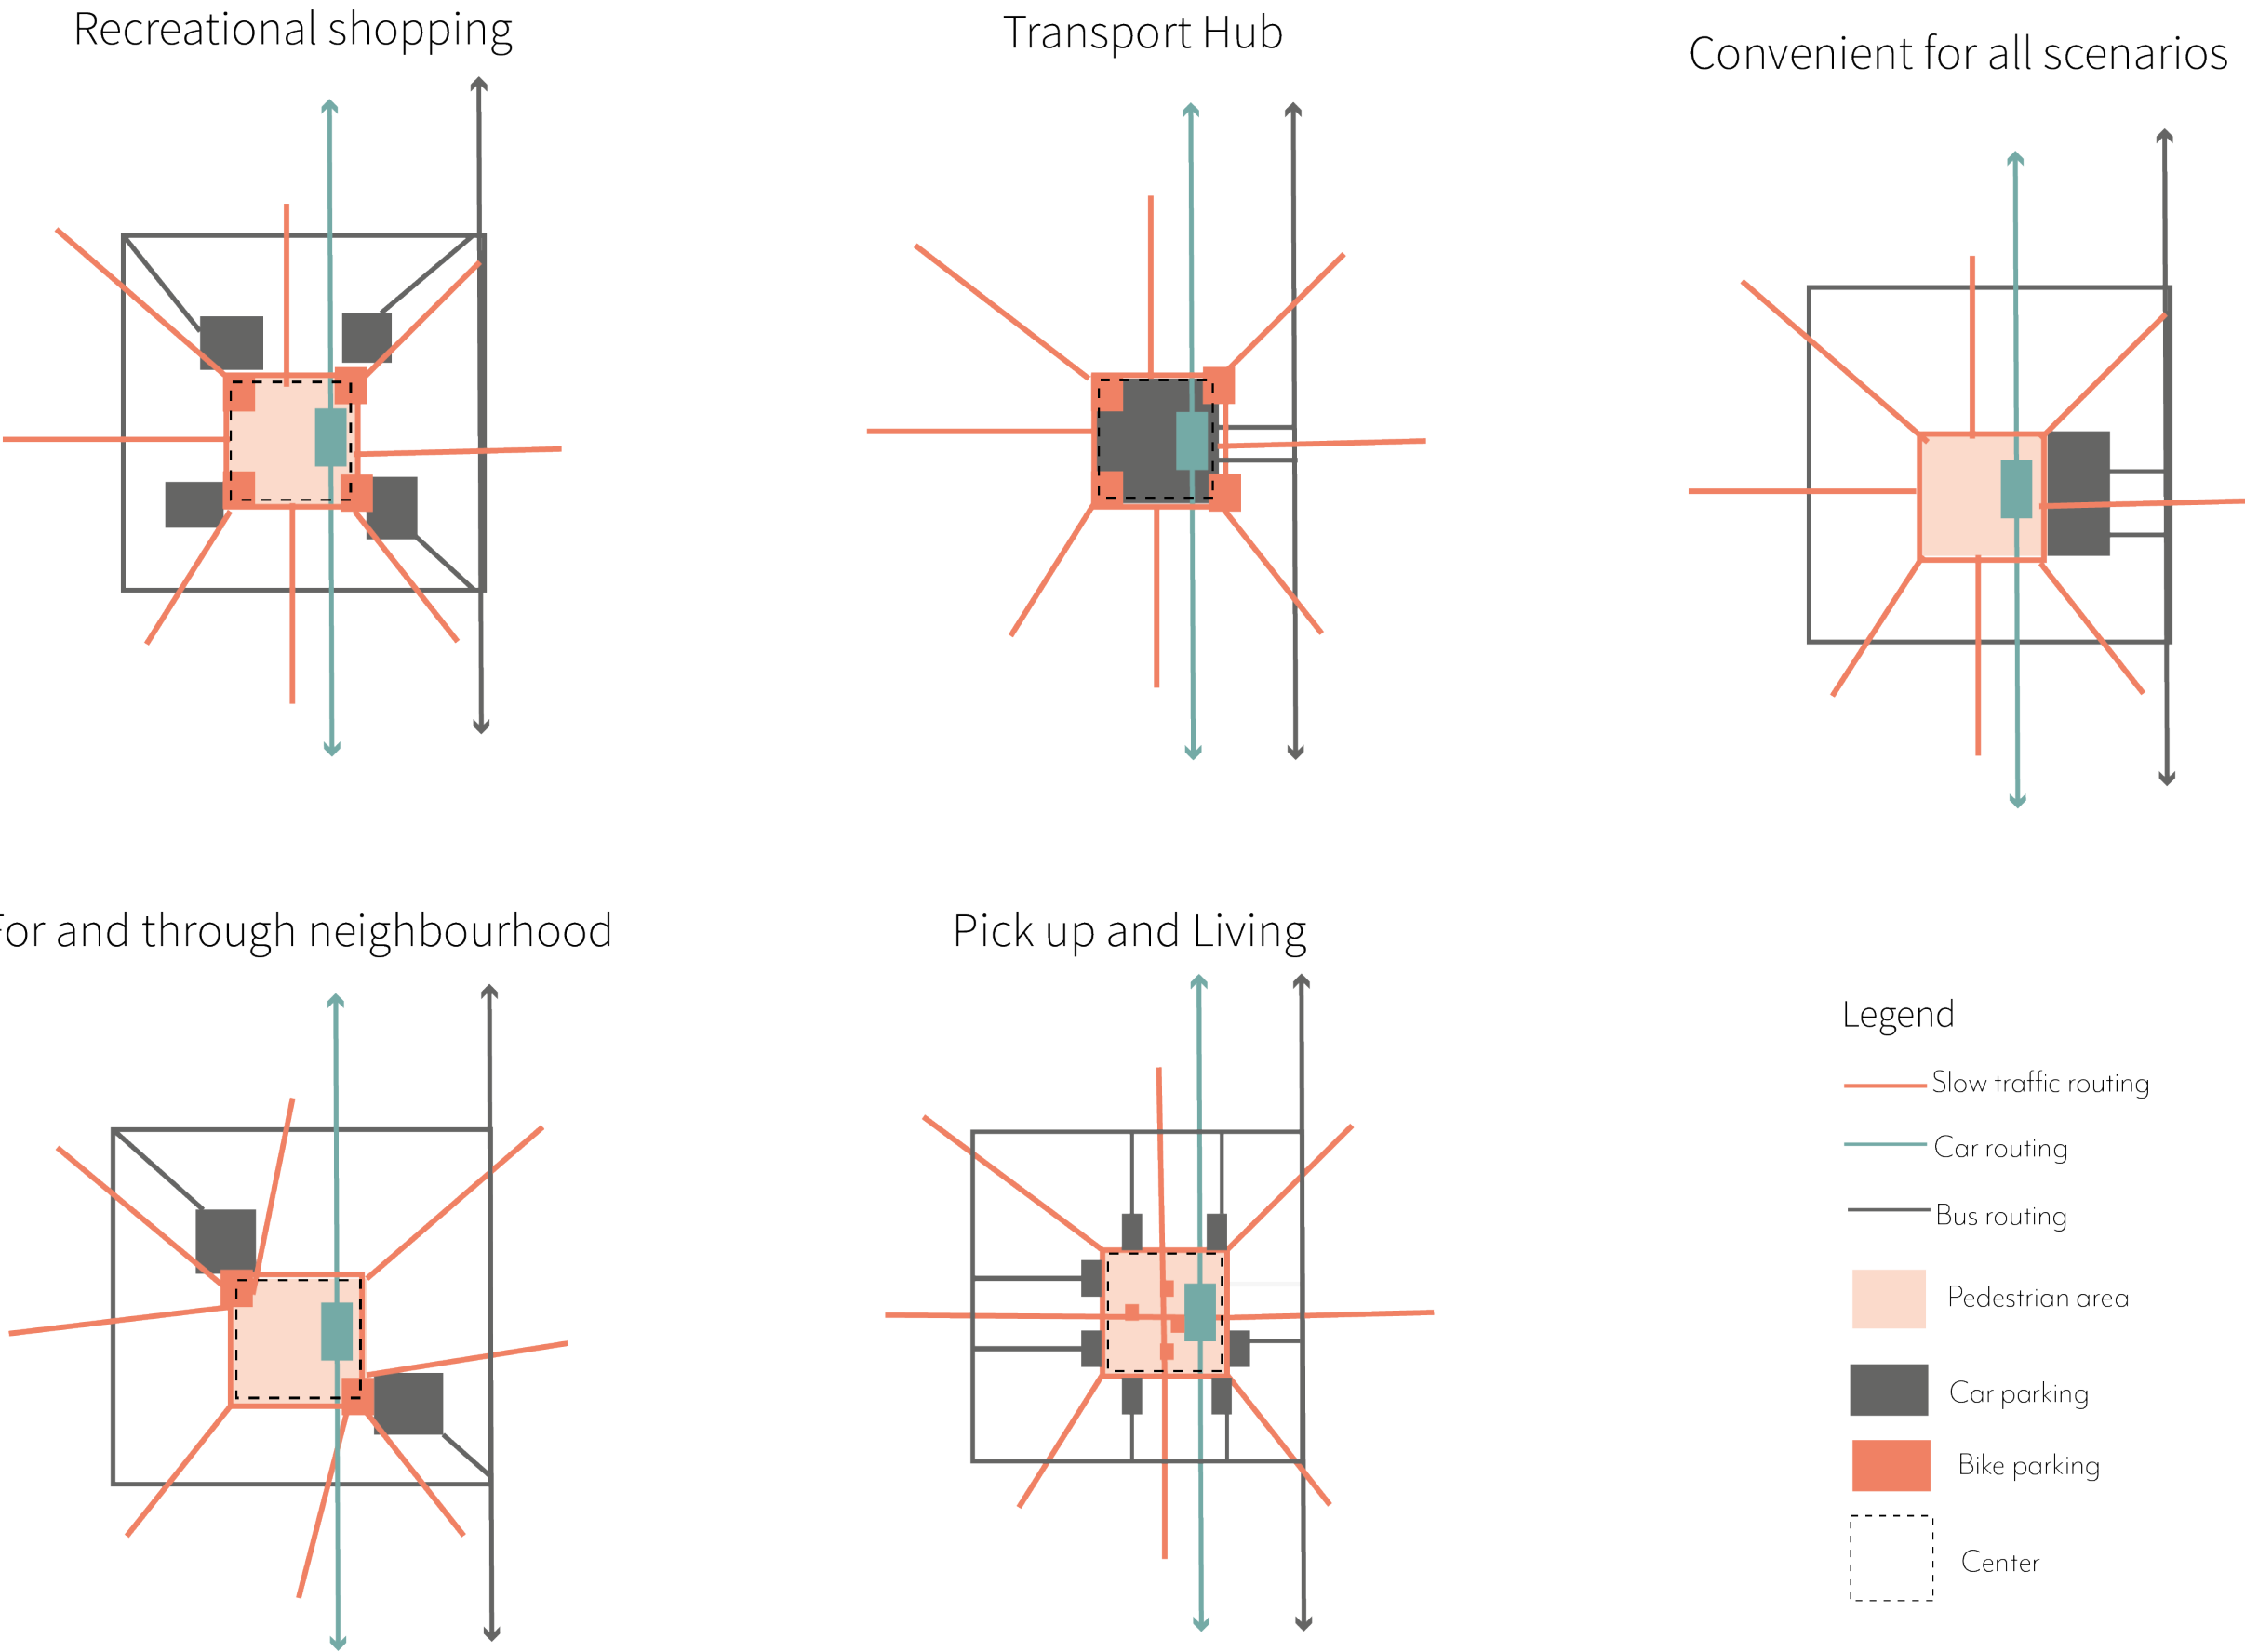 Recreational shopping
Transport Hub
Convenient for all scenarios
For and through neighbourhood
Pick up and Living
Legend
Slow traffic routing
Car routing
Bus routing
Pedestrian area
Car parking
Bike parking
Center